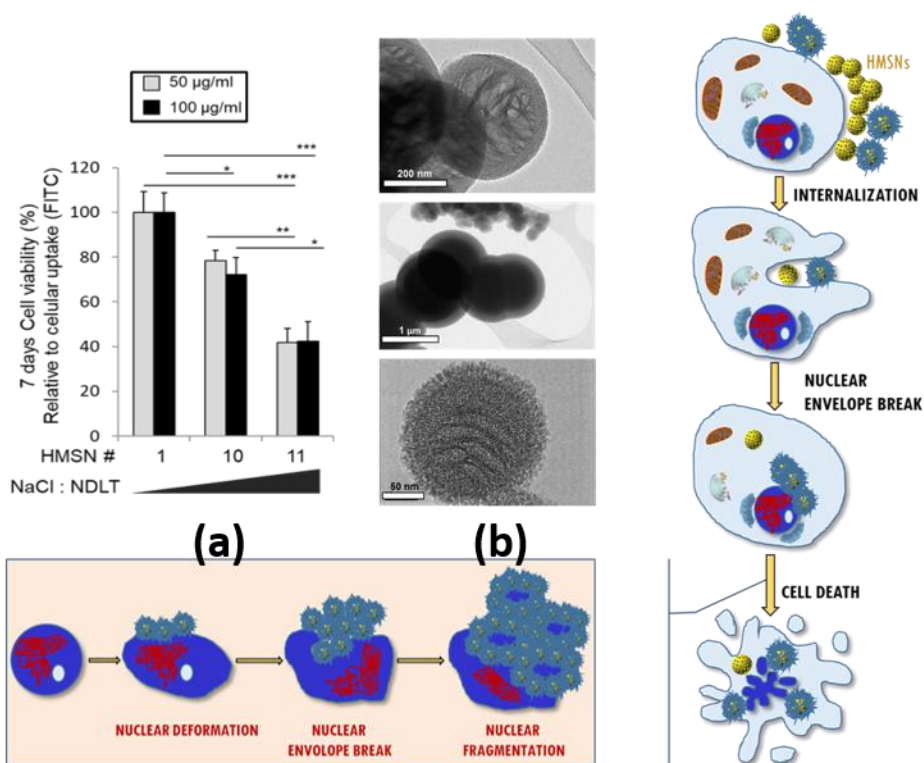 50 µg/ml
100 µg/ml
7 days Cell viability (%)
Relative to celular uptake (FITC)
120
100
80
60
40
20
0
***
*
***
**
*
HMSN # 1 10 11
NaCl : NDLT
(a)
200 nm
1 µm
50 nm
(b)
HMSNs
INTERNALIZATION
NUCLEAR
ENVELOPE BREAK
CELL DEATH
NUCLEAR DEFORMATION
NUCLEAR
ENVOLOPE BREAK
NUCLEAR
FRAGMENTATION